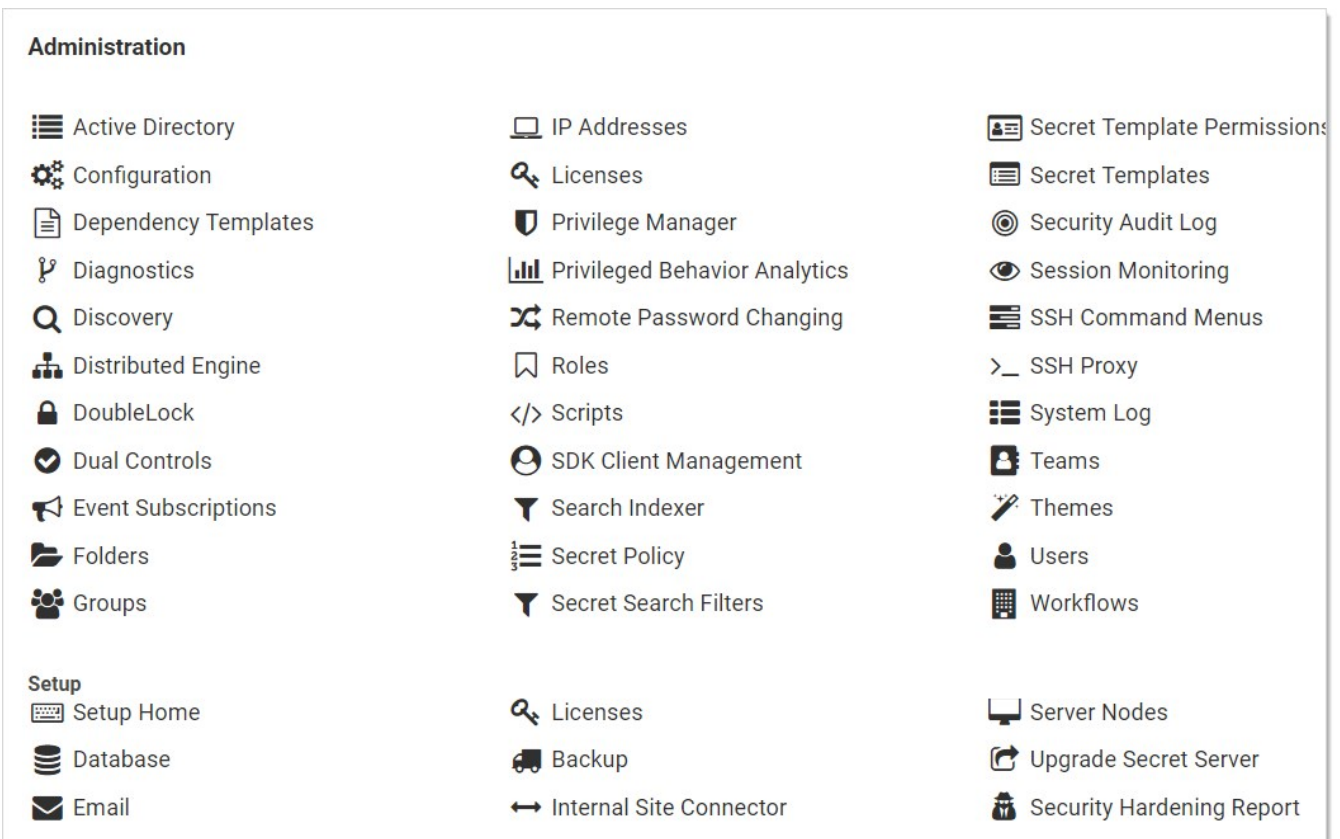 Administration
Active Directory
Configuration
Dependency Templates
Diagnostics
Discovery
Distributed Engine
DoubleLock
Dual Controls
Event Subscriptions
Folders
Groups
IP Addresses
Licenses
Privilege Manager
Privileged Behavior Analytics
Remote Password Changing
Roles
Scripts
SDK Client Management
Search Indexer
Secret Policy
Secret Search Filters
Secret Template Permissions
Secret Templates
Security Audit Log
Session Monitoring
SSH Command Menus
SSH Proxy
System Log
Teams
Themes
Users
Workflows
Setup
Setup Home
Database
Email
Licenses
Backup
Internal Site Connector
Server Nodes
Upgrade Secret Server
Security Hardening Report